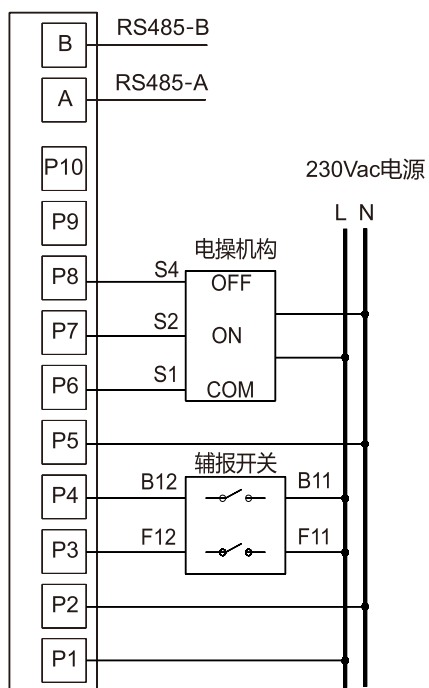 B RS485-B
A RS485-A
P10
230Vac电源
P9
L N
电操机构
P8 S4 OFF
P7 S2 ON
P6 S1 COM
P5
辅报开关
P4 B12 B11
P3 F12 F11
P2
P1